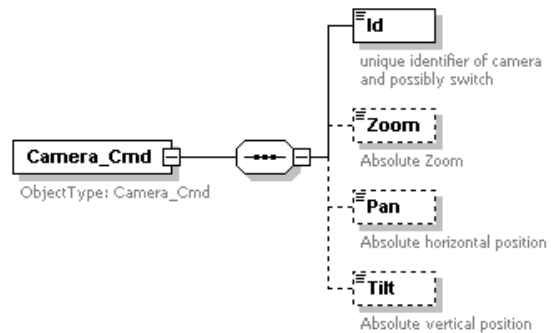 Id
unique identifier of camera
and possibly switch
Zoom
Absolute Zoom
Camera_Cmd
ObjectType: Camera_Cmd
Pan
Absolute horizontal position
Tilt
Absolute vertical position